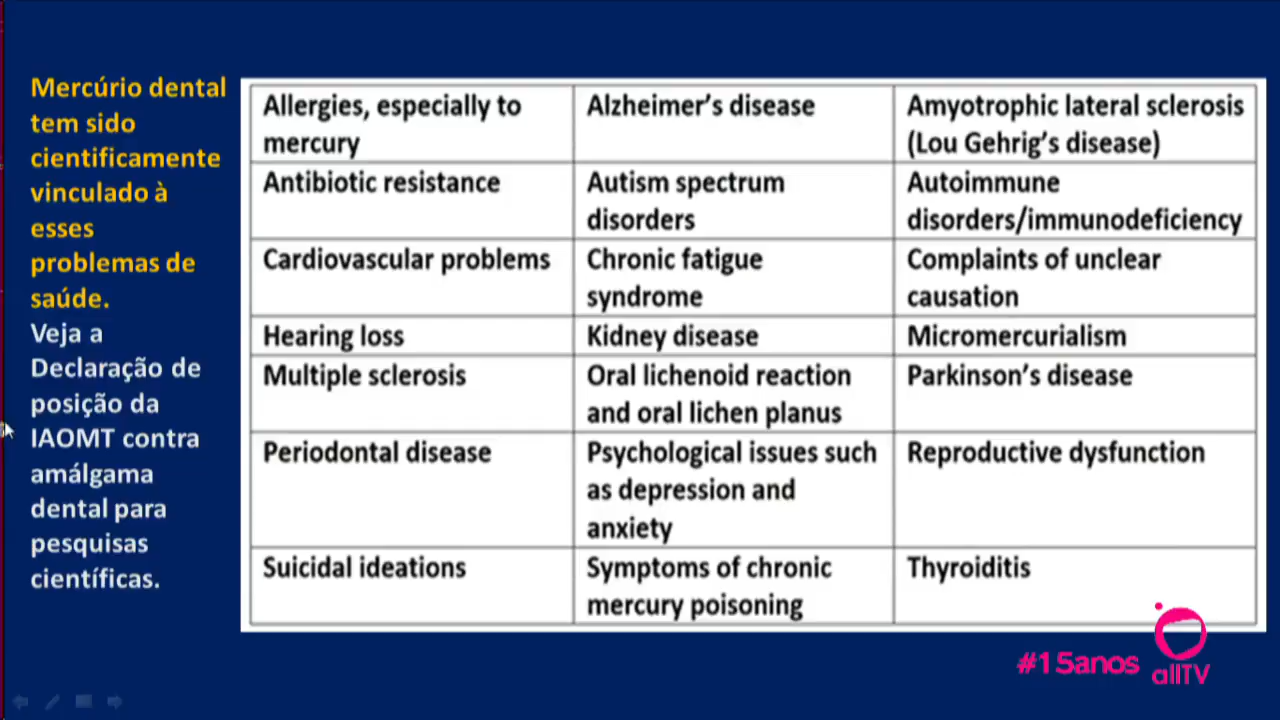 Mercúrio dental
tem sido
cientificamente
vinculado à
esses
problemas de
saúde.
Veja a
Declaração de
posição da
IAOMT contra
amálgama
dental para
pesquisas
científicas.
Allergies, especially to
mercury
Alzheimer's disease
Amyotrophic lateral sclerosis
(Lou Gehrig's disease)
Antibiotic resistance
Autism spectrum
disorders
Autoimmune
disorders/immunodeficiency
Cardiovascular problems
Chronic fatigue
syndrome
Complaints of unclear
causation
Hearing loss
Kidney disease
Micromercurialism
Multiple sclerosis
Oral lichenoid reaction
and oral lichen planus
Parkinson's disease
Periodontal disease
Psychological issues such
as depression and
anxiety
Reproductive dysfunction
Suicidal ideations
Symptoms of chronic
mercury poisoning
Thyroiditis
#15anos
allTV